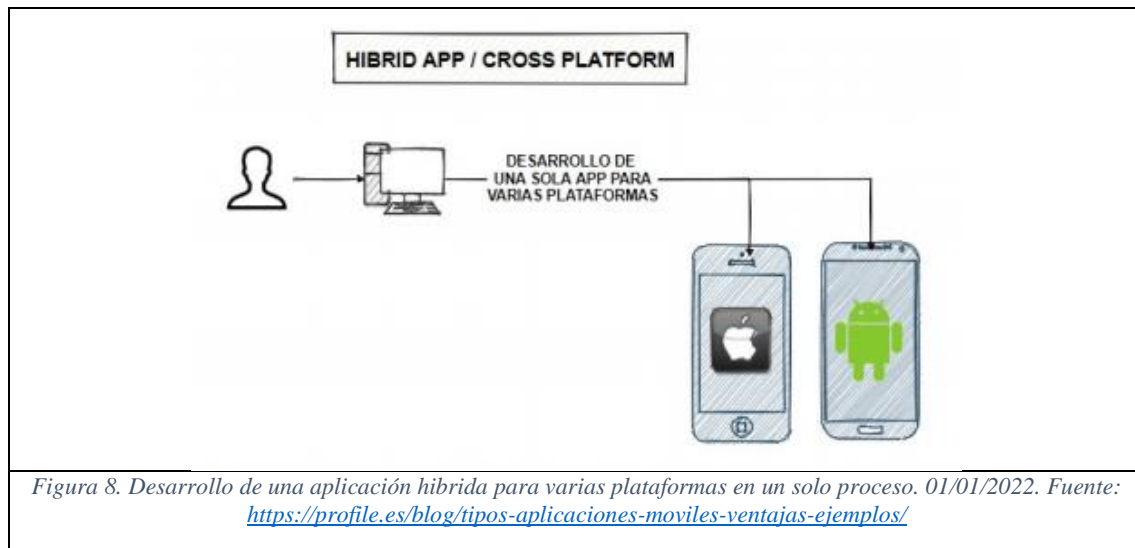 HIBRID APP / CROSS PLATFORM
DESARROLLO DE
UNA SOLA APP PARA
VARIAS PLATAFORMAS
Figura 8. Desarrollo de una aplicación hibrida para varias plataformas en un solo proceso. 01/01/2022. Fuente:
https://profile.es/blog/tipos-aplicaciones-moviles-ventajas-ejemplos/